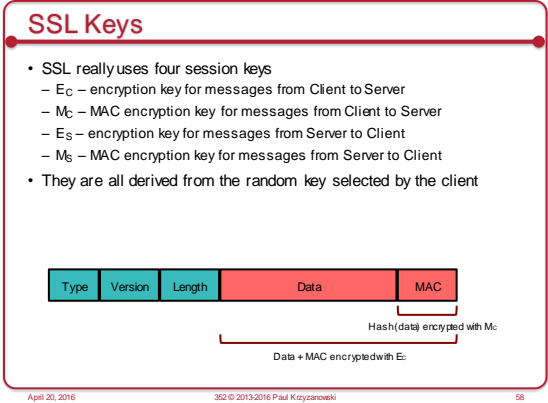 SSL Keys
• SSL really uses four session keys
– EC – encryption key for messages from Client to Server
– MC – MAC encryption key for messages from Client to Server
– ES – encryption key for messages from Server to Client
– MS – MAC encryption key for messages from Server to Client
• They are all derived from the random key selected by the client
Type Version Length Data MAC
Hash(data) encrypted with MC
Data + MAC encrypted with EC
April 20, 2016 352 © 2013-2016 Paul Krzyzanowski 58